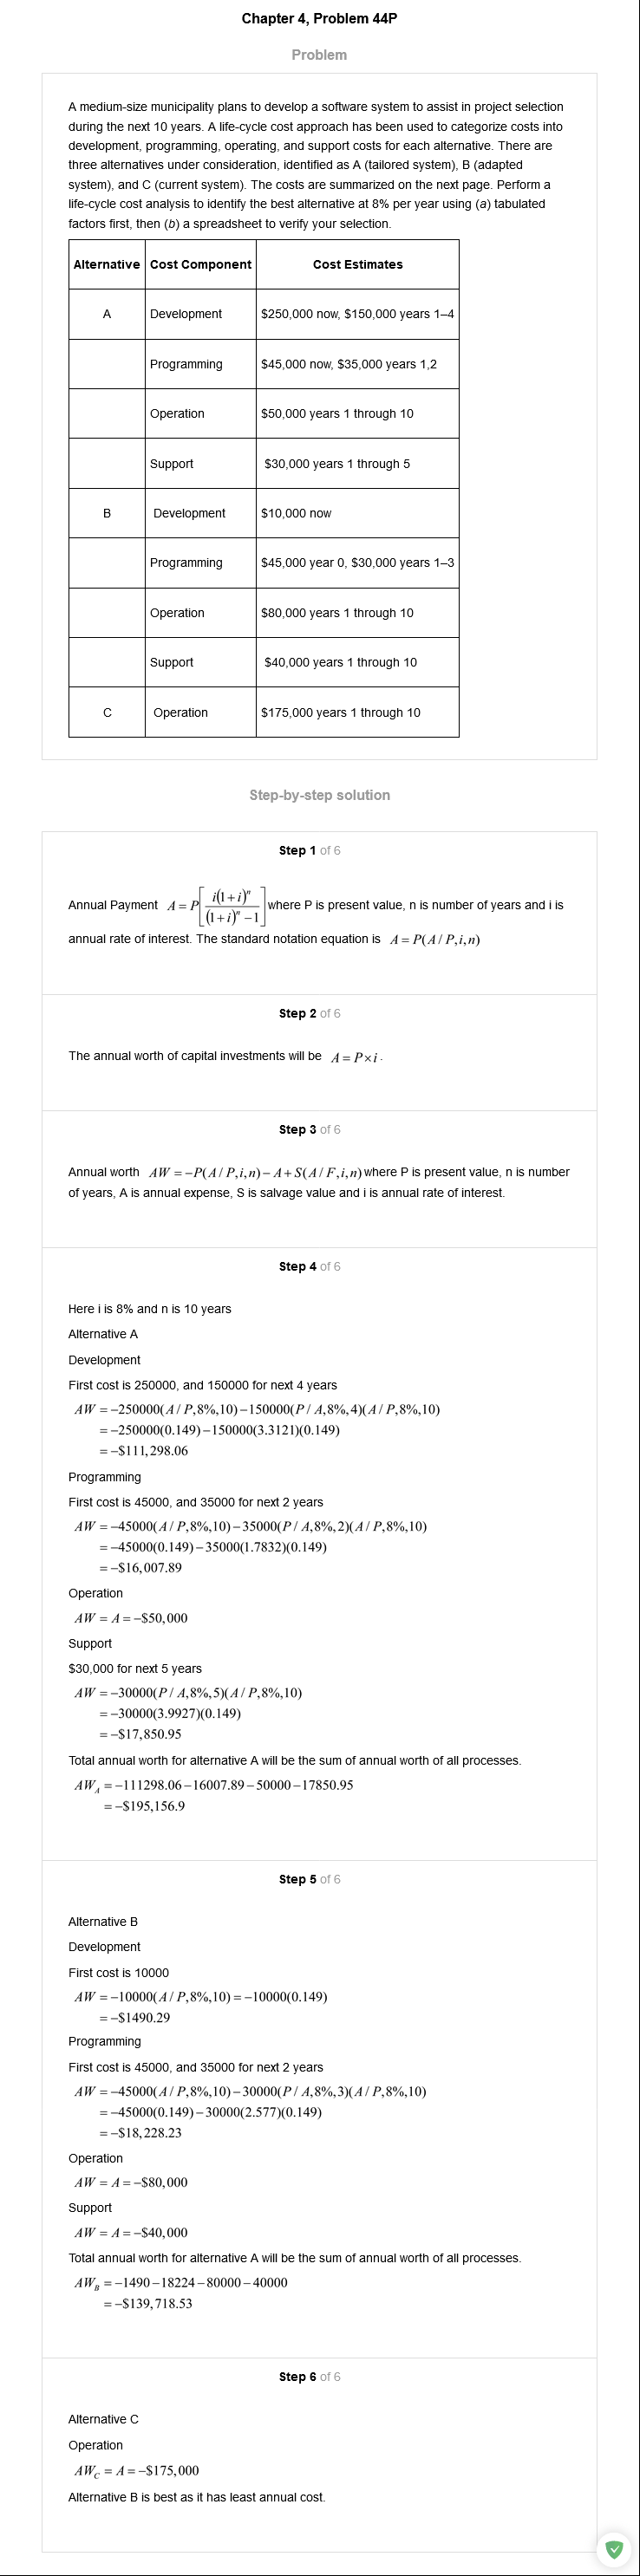 Chapter 4, Problem 44P
Problem
A medium-size municipality plans to develop a software system to assist in project selection
during the next 10 years. A life-cycle cost approach has been used to categorize costs into
development, programming, operating, and support costs for each alternative. There are
three alternatives under consideration, identified as A (tailored system), B (adapted
system), and C (current system). The costs are summarized on the next page. Perform a
life-cycle cost analysis to identify the best alternative at 8% per year using (a) tabulated
factors first, then (b) a spreadsheet to verify your selection.
Alternative Cost Component Cost Estimates
A Development $250,000 now, $150,000 years 1–4
Programming $45,000 now, $35,000 years 1,2
Operation $50,000 years 1 through 10
Support $30,000 years 1 through 5
B Development $10,000 now
Programming $45,000 year 0, $30,000 years 1–3
Operation $80,000 years 1 through 10
Support $40,000 years 1 through 10
C Operation $175,000 years 1 through 10
Step-by-step solution
Step 1 of 6
Annual Payment A = P[i(1+i)^n / (1+i)^n − 1] where P is present value, n is number of years and i is
annual rate of interest. The standard notation equation is A = P(A/P,i,n)
Step 2 of 6
The annual worth of capital investments will be A = P×i.
Step 3 of 6
Annual worth AW = −P(A/P,i,n) − A + S(A/F,i,n) where P is present value, n is number
of years, A is annual expense, S is salvage value and i is annual rate of interest.
Step 4 of 6
Here i is 8% and n is 10 years
Alternative A
Development
First cost is 250000, and 150000 for next 4 years
AW = −250000(A/P,8%,10) − 150000(P/A,8%,4)(A/P,8%,10)
= −250000(0.149) − 150000(3.3121)(0.149)
= −$111,298.06
Programming
First cost is 45000, and 35000 for next 2 years
AW = −45000(A/P,8%,10) − 35000(P/A,8%,2)(A/P,8%,10)
= −45000(0.149) − 35000(1.7832)(0.149)
= −$16,007.89
Operation
AW = A = −$50,000
Support
$30,000 for next 5 years
AW = −30000(P/A,8%,5)(A/P,8%,10)
= −30000(3.9927)(0.149)
= −$17,850.95
Total annual worth for alternative A will be the sum of annual worth of all processes.
AW_A = −111298.06 − 16007.89 − 50000 − 17850.95
= −$195,156.9
Step 5 of 6
Alternative B
Development
First cost is 10000
AW = −10000(A/P,8%,10) = −10000(0.149)
= −$1490.29
Programming
First cost is 45000, and 35000 for next 2 years
AW = −45000(A/P,8%,10) − 30000(P/A,8%,3)(A/P,8%,10)
= −45000(0.149) − 30000(2.577)(0.149)
= −$18,228.23
Operation
AW = A = −$80,000
Support
AW = A = −$40,000
Total annual worth for alternative A will be the sum of annual worth of all processes.
AW_B = −1490 − 18224 − 80000 − 40000
= −$139,718.53
Step 6 of 6
Alternative C
Operation
AW_C = A = −$175,000
Alternative B is best as it has least annual cost.